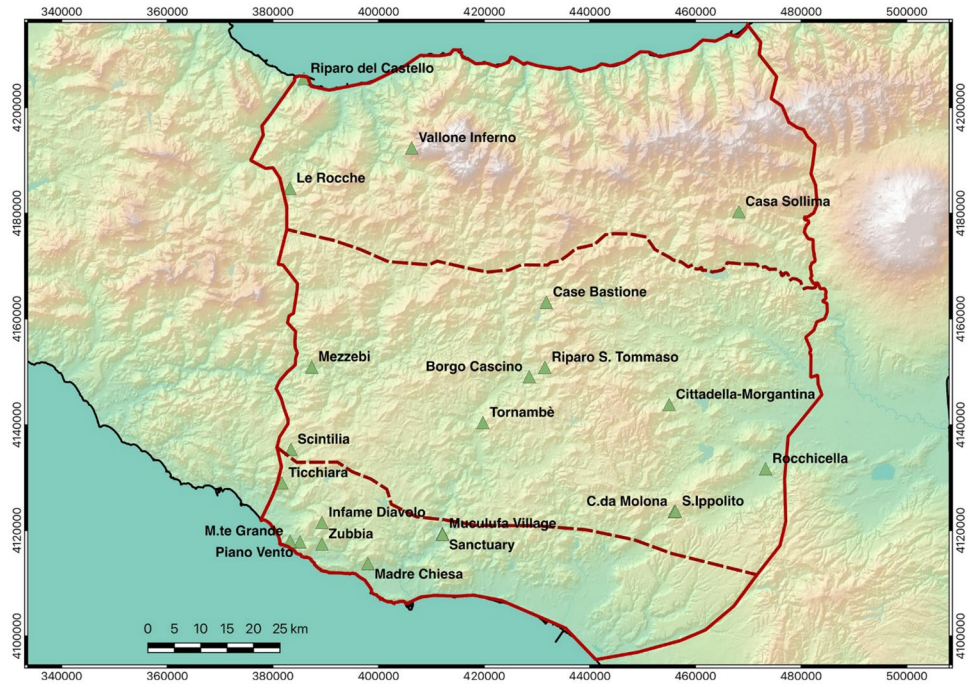 340000 360000 380000 400000 420000 440000 460000 480000 500000
4200000 4200000
4180000 4180000
4160000 4160000
4140000 4140000
4120000 4120000
4100000 4100000
Riparo del Castello
Vallone Inferno
Le Rocche
Casa Sollima
Case Bastione
Mezzebi
Borgo Cascino
Riparo S. Tommaso
Cittadella-Morgantina
Tornambè
Scintilia
Rocchicella
Ticchiara
C.da Molona S.Ippolito
Infame Diavolo
M.te Grande
Zubbia
Muculufa Village
Piano Vento
Sanctuary
Madre Chiesa
0 5 10 15 20 25 km
340000 360000 380000 400000 420000 440000 460000 480000 500000